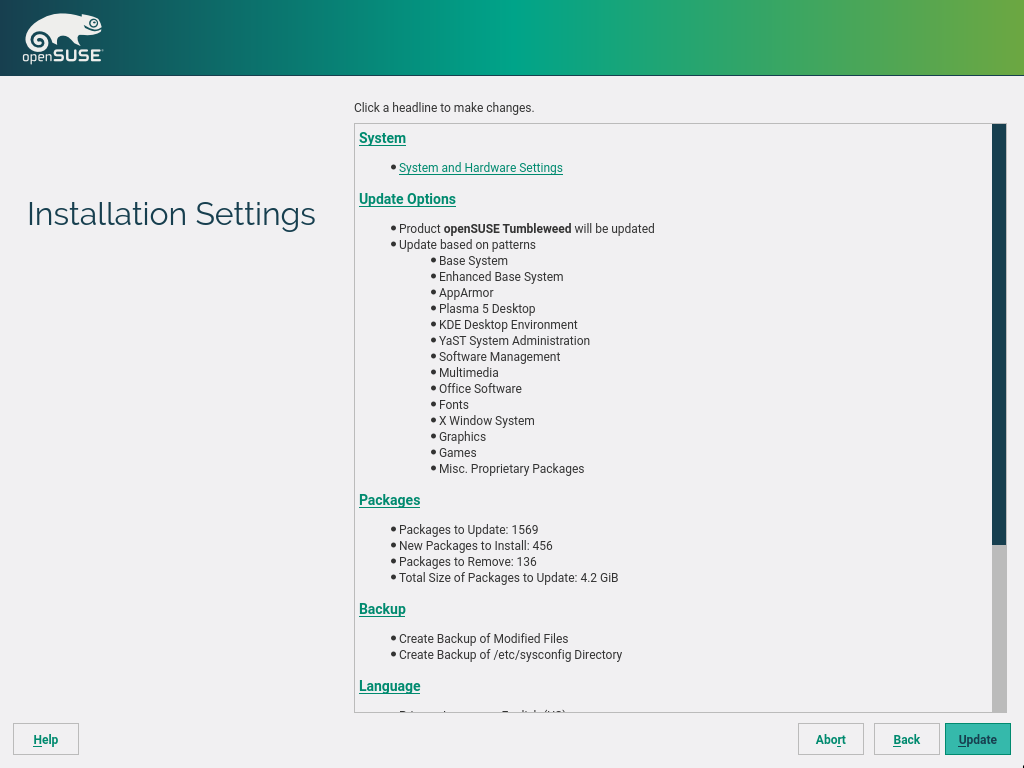 openSUSE
Click a headline to make changes.
System
System and Hardware Settings
Installation Settings
Update Options
Product openSUSE Tumbleweed will be updated
Update based on patterns
Base System
Enhanced Base System
AppArmor
Plasma 5 Desktop
KDE Desktop Environment
YaST System Administration
Software Management
Multimedia
Office Software
Fonts
X Window System
Graphics
Games
Misc. Proprietary Packages
Packages
Packages to Update: 1569
New Packages to Install: 456
Packages to Remove: 136
Total Size of Packages to Update: 4.2 GiB
Backup
Create Backup of Modified Files
Create Backup of /etc/sysconfig Directory
Language
Help
Abort
Back
Update